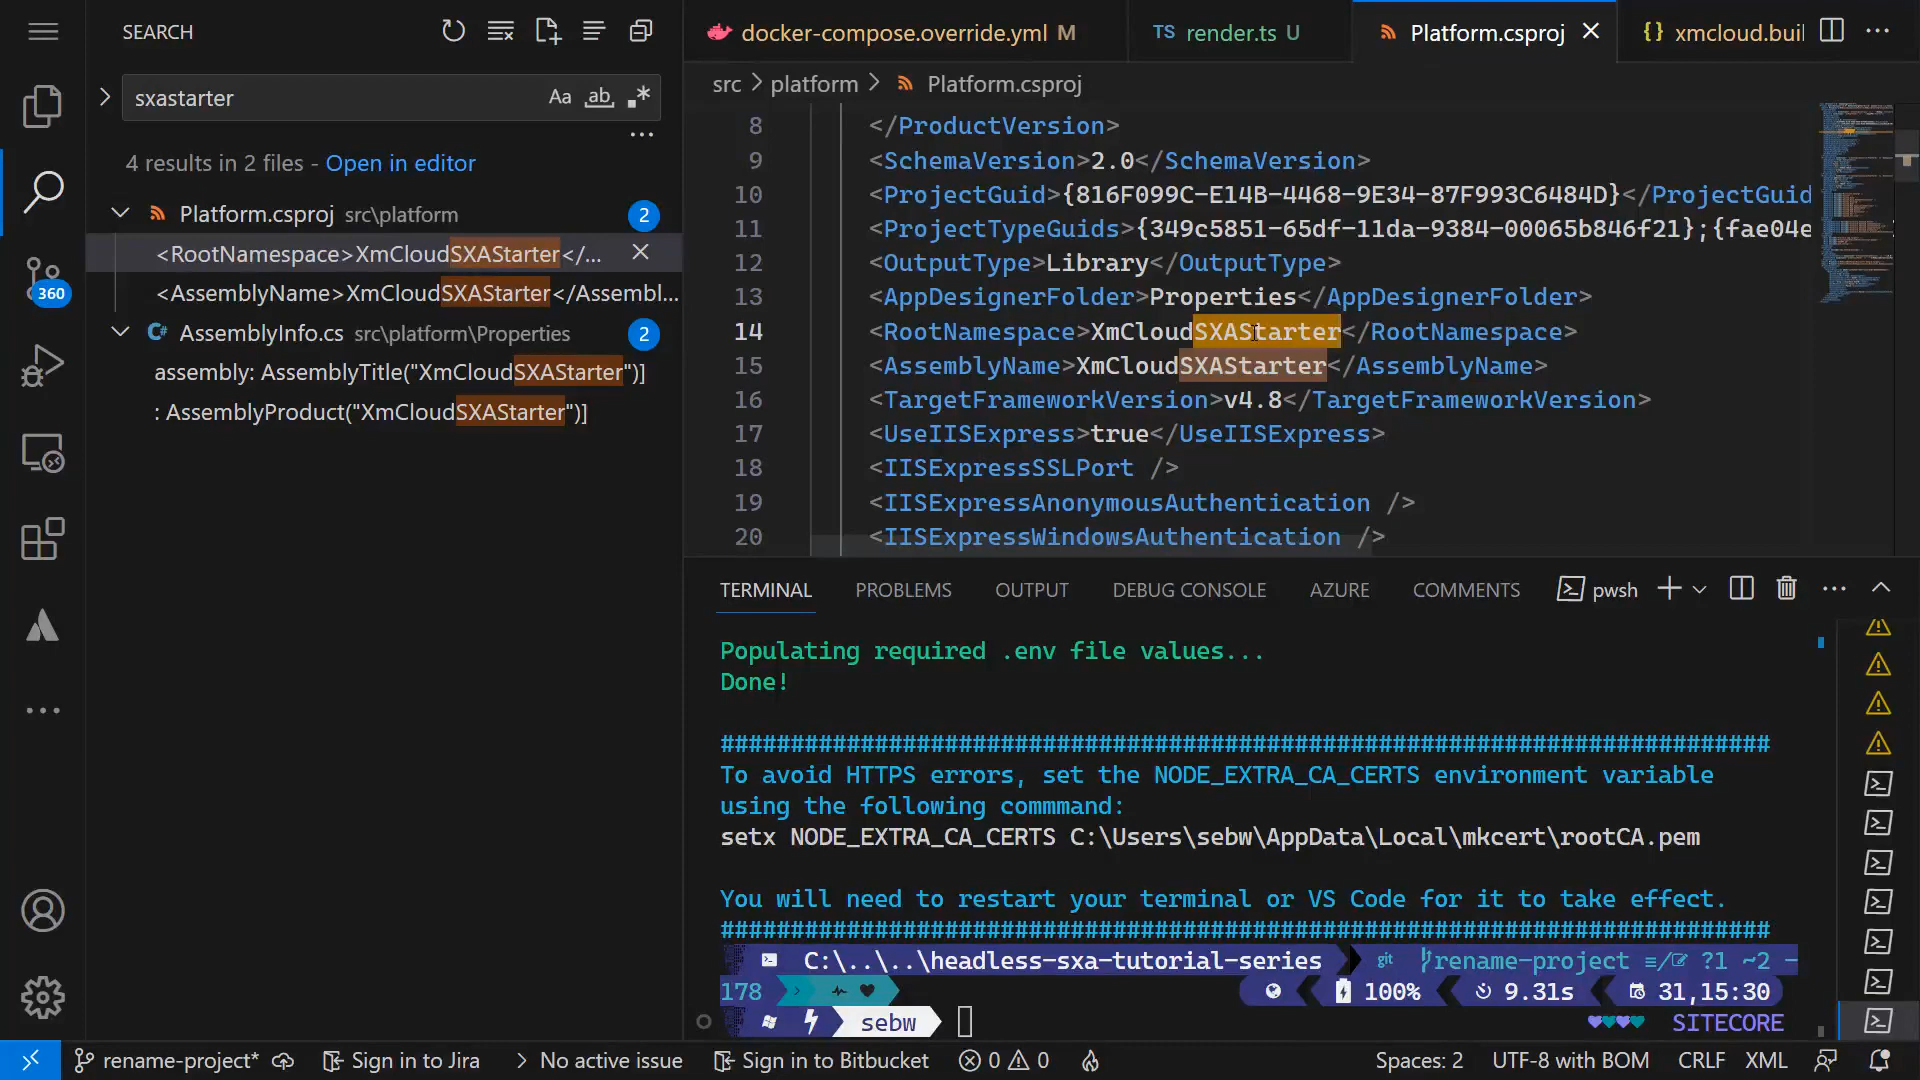 SEARCH
sxastarter
Aa
ab
4 results in 2 files - Open in editor
Platform.csproj src\platform 2
<RootNamespace>XmCloudSXAStarter</...
<AssemblyName>XmCloudSXAStarter</Assembl...
AssemblyInfo.cs src\platform\Properties 2
assembly: AssemblyTitle("XmCloudSXAStarter")]
: AssemblyProduct("XmCloudSXAStarter")]
360
docker-compose.override.yml M
TS render.ts U
Platform.csproj
{} xmcloud.buil
src > platform > Platform.csproj
8 </ProductVersion>
9 <SchemaVersion>2.0</SchemaVersion>
10 <ProjectGuid>{816F099C-E14B-4468-9E34-87F993C6484D}</ProjectGuid
11 <ProjectTypeGuids>{349c5851-65df-11da-9384-00065b846f21};{fae04e
12 <OutputType>Library</OutputType>
13 <AppDesignerFolder>Properties</AppDesignerFolder>
14 <RootNamespace>XmCloudSXAStarter</RootNamespace>
15 <AssemblyName>XmCloudSXAStarter</AssemblyName>
16 <TargetFrameworkVersion>v4.8</TargetFrameworkVersion>
17 <UseIISExpress>true</UseIISExpress>
18 <IISExpressSSLPort />
19 <IISExpressAnonymousAuthentication />
20 <IISExpressWindowsAuthentication />
TERMINAL PROBLEMS OUTPUT DEBUG CONSOLE AZURE COMMENTS pwsh
Populating required .env file values...
Done!
###########################################################################
To avoid HTTPS errors, set the NODE_EXTRA_CA_CERTS environment variable
using the following commmand:
setx NODE_EXTRA_CA_CERTS C:\Users\sebw\AppData\Local\mkcert\rootCA.pem
You will need to restart your terminal or VS Code for it to take effect.
###########################################################################
C:\..\..\headless-sxa-tutorial-series git rename-project ≡/ ?1 ~2 -
178 100% 9.31s 31,15:30
sebw SITECORE
rename-project* Sign in to Jira No active issue Sign in to Bitbucket 0 0 Spaces: 2 UTF-8 with BOM CRLF XML